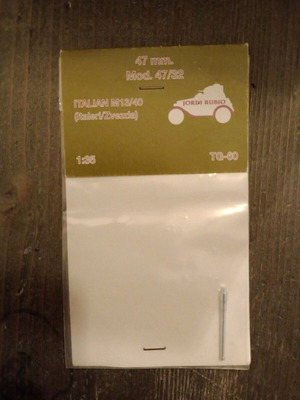 47 mm.
Mod. 47/32
ITALIAN M13/40
(Italeri/Zvezda)
JORDI RUBIO
1:35
TG-60